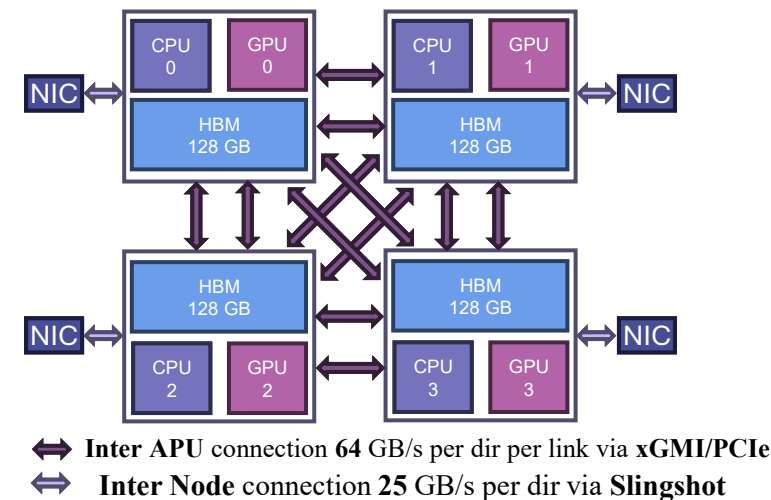 CPU
0
GPU
0
CPU
1
GPU
1
NIC
NIC
HBM
128 GB
HBM
128 GB
HBM
128 GB
HBM
128 GB
NIC
NIC
CPU
2
GPU
2
CPU
3
GPU
3
Inter APU connection 64 GB/s per dir per link via xGMI/PCIe
Inter Node connection 25 GB/s per dir via Slingshot